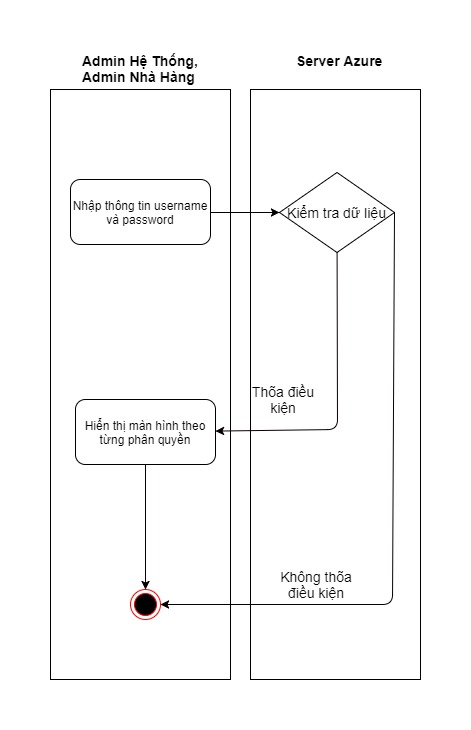 Admin Hệ Thống,
Admin Nhà Hàng
Server Azure
Nhập thông tin username
và password
Kiểm tra dữ liệu
Thõa điều
kiện
Hiển thị màn hình theo
từng phân quyền
Không thõa
điều kiện